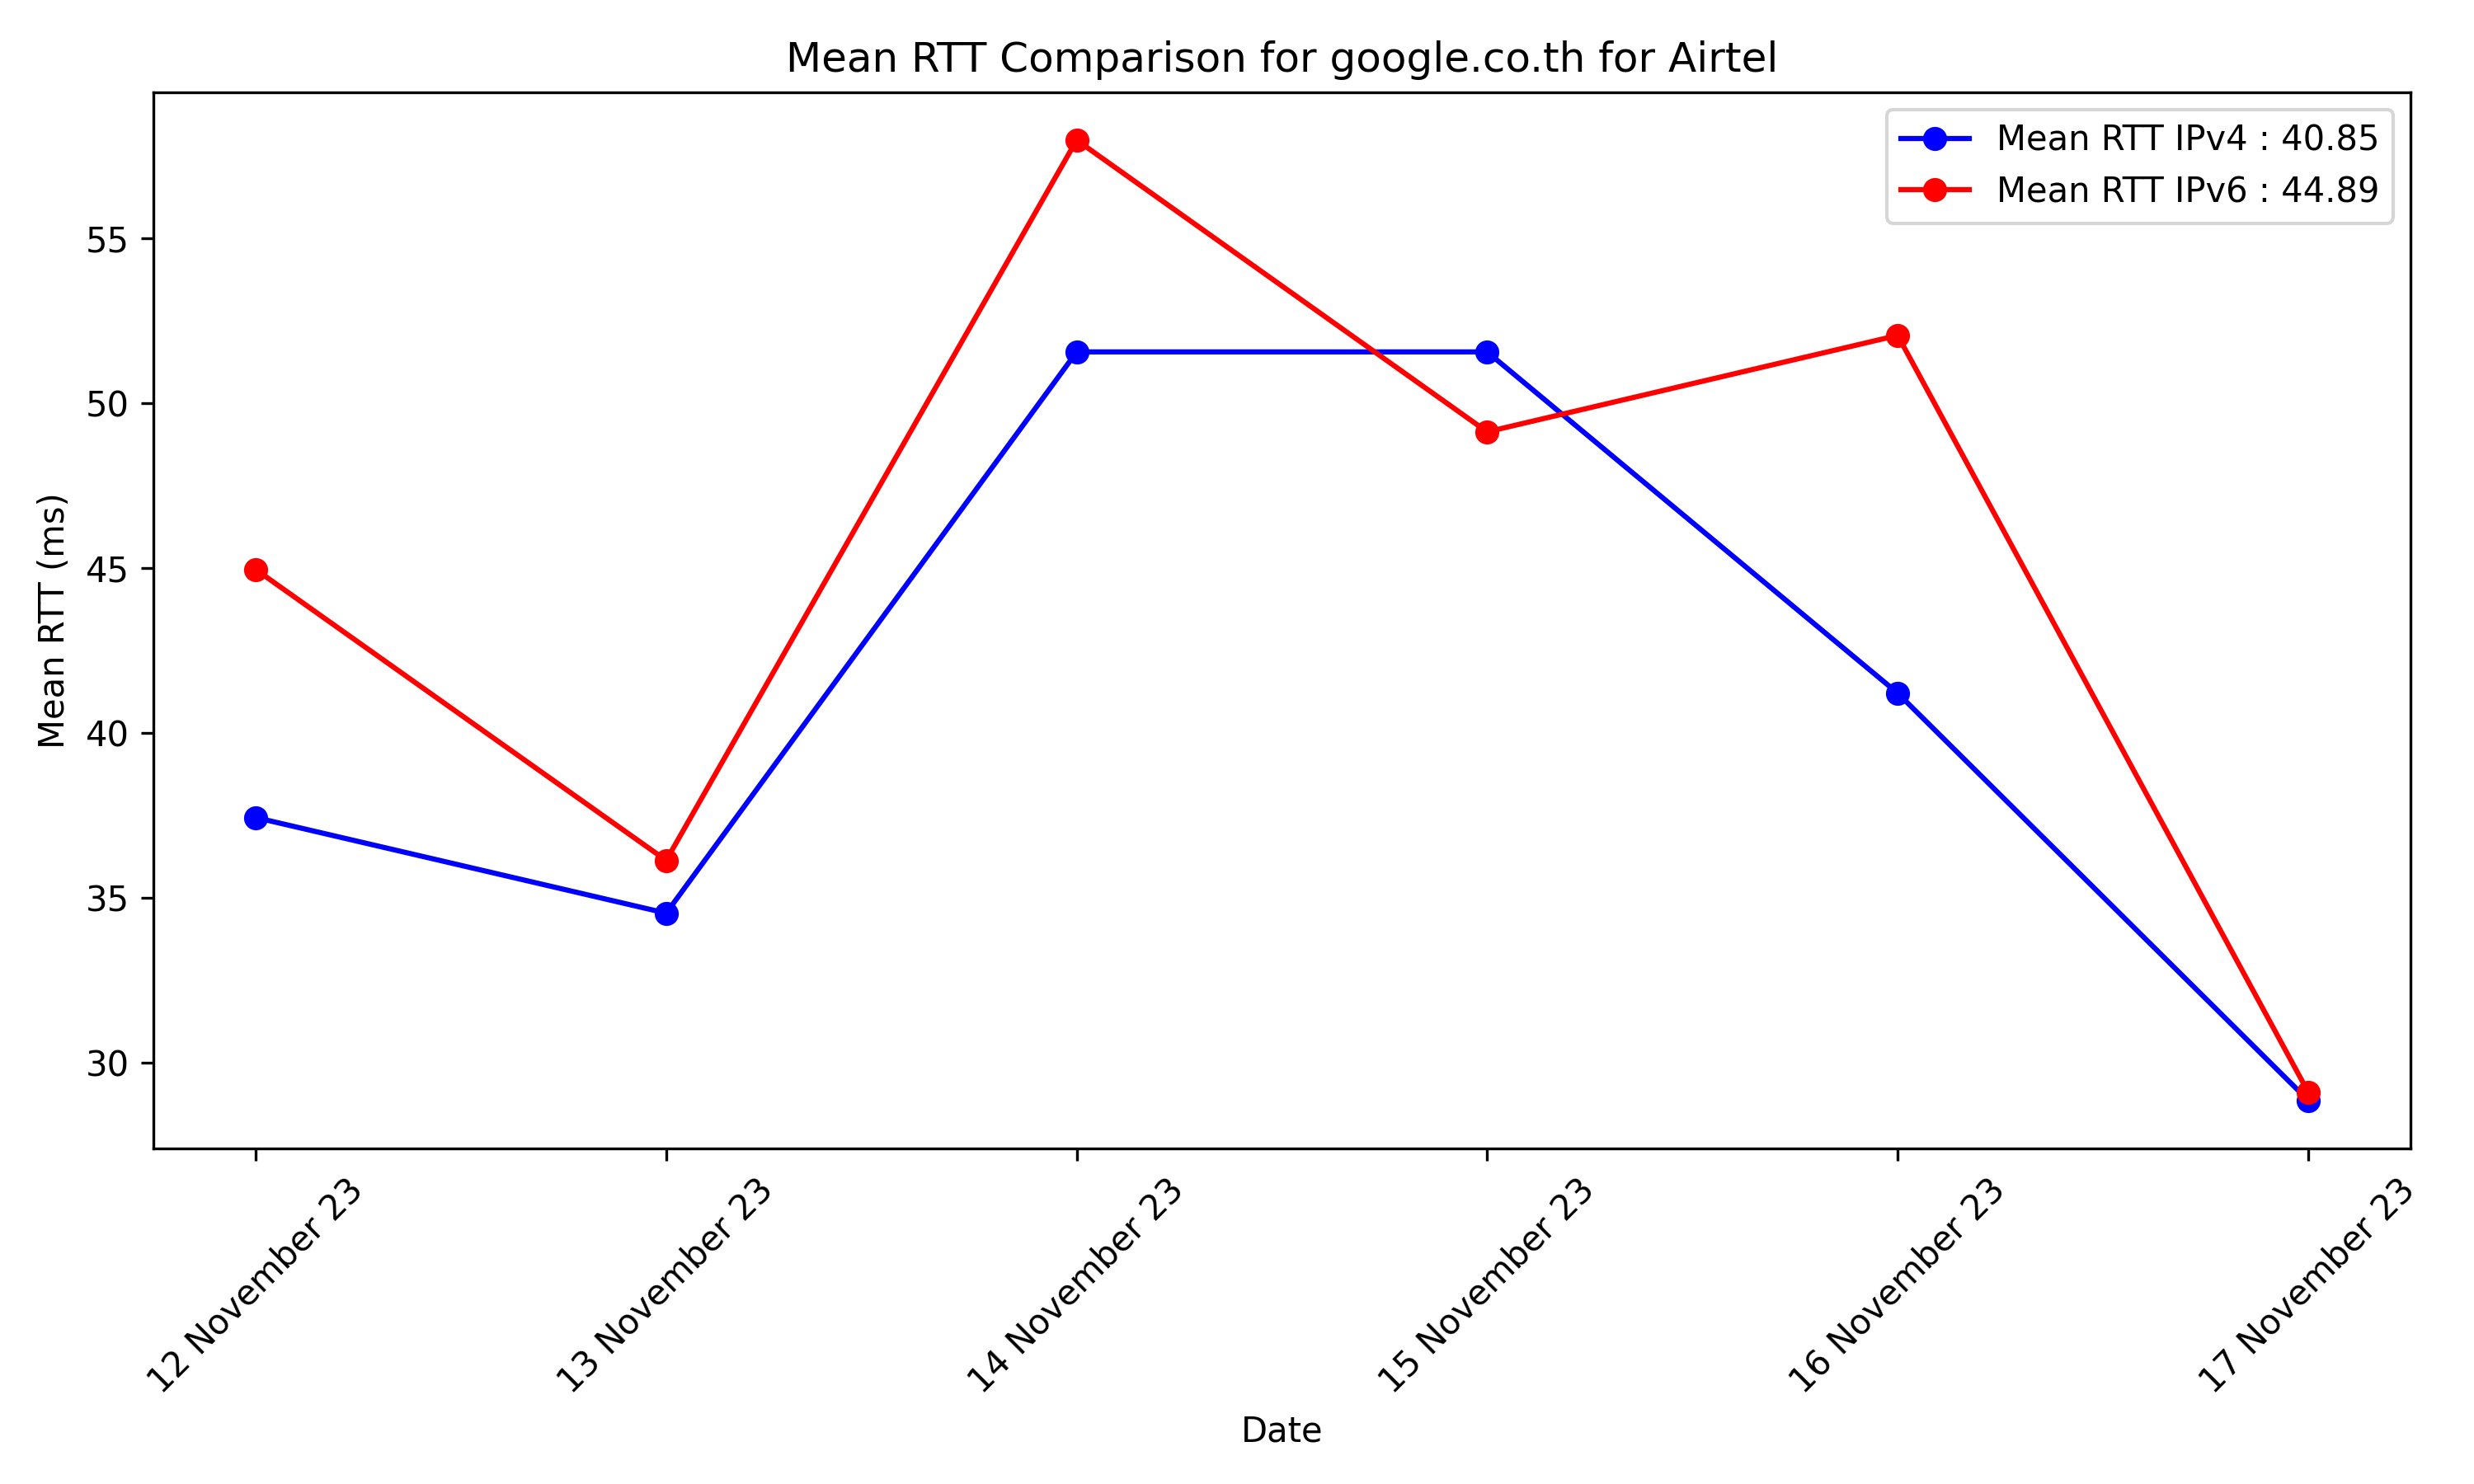 Mean RTT Comparison for google.co.th for Airtel
Mean RTT IPv4 : 40.85
Mean RTT IPv6 : 44.89
Mean RTT (ms)
55
50
45
40
35
30
12 November 23
13 November 23
14 November 23
15 November 23
16 November 23
17 November 23
Date